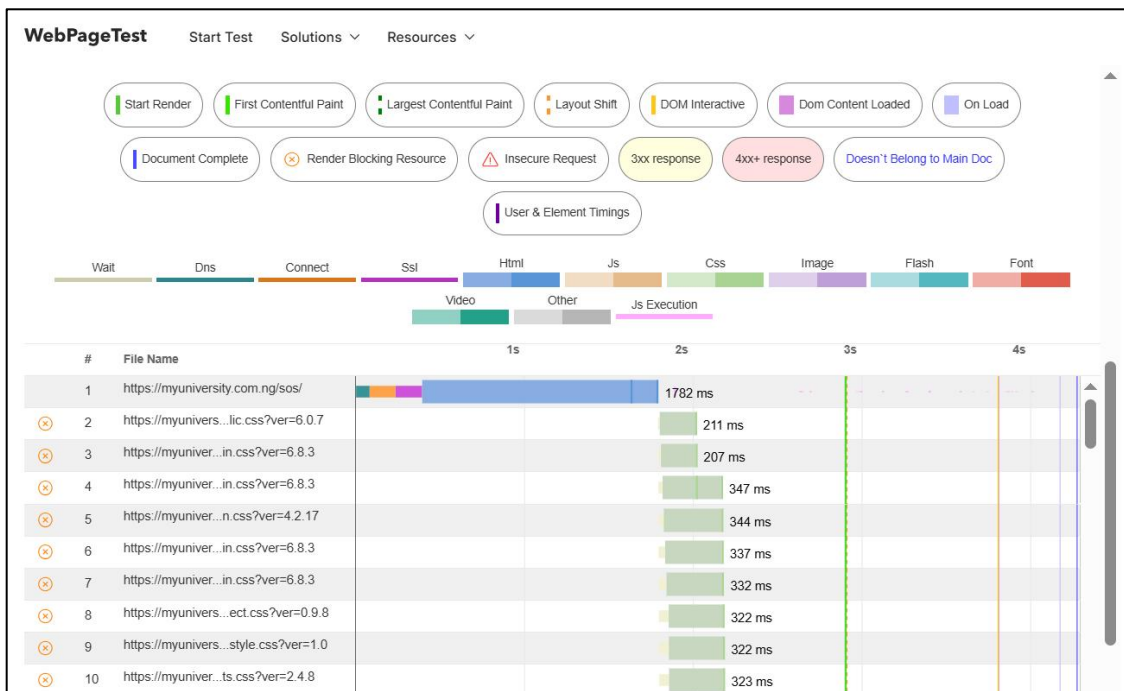 WebPageTest Start Test Solutions Resources
Start Render First Contentful Paint Largest Contentful Paint Layout Shift DOM Interactive Dom Content Loaded On Load
Document Complete Render Blocking Resource Insecure Request 3xx response 4xx+ response Doesn`t Belong to Main Doc
User & Element Timings
Wait Dns Connect Ssl Html Js Css Image Flash Font
Video Other Js Execution
# File Name 1s 2s 3s 4s
1 https://myuniversity.com.ng/sos/ 1782 ms
2 https://myunivers...lic.css?ver=6.0.7 211 ms
3 https://myuniver...in.css?ver=6.8.3 207 ms
4 https://myuniver...in.css?ver=6.8.3 347 ms
5 https://myuniver...n.css?ver=4.2.17 344 ms
6 https://myuniver...in.css?ver=6.8.3 337 ms
7 https://myuniver...in.css?ver=6.8.3 332 ms
8 https://myunivers...ect.css?ver=0.9.8 322 ms
9 https://myunivers...style.css?ver=1.0 322 ms
10 https://myunivers...ts.css?ver=2.4.8 323 ms